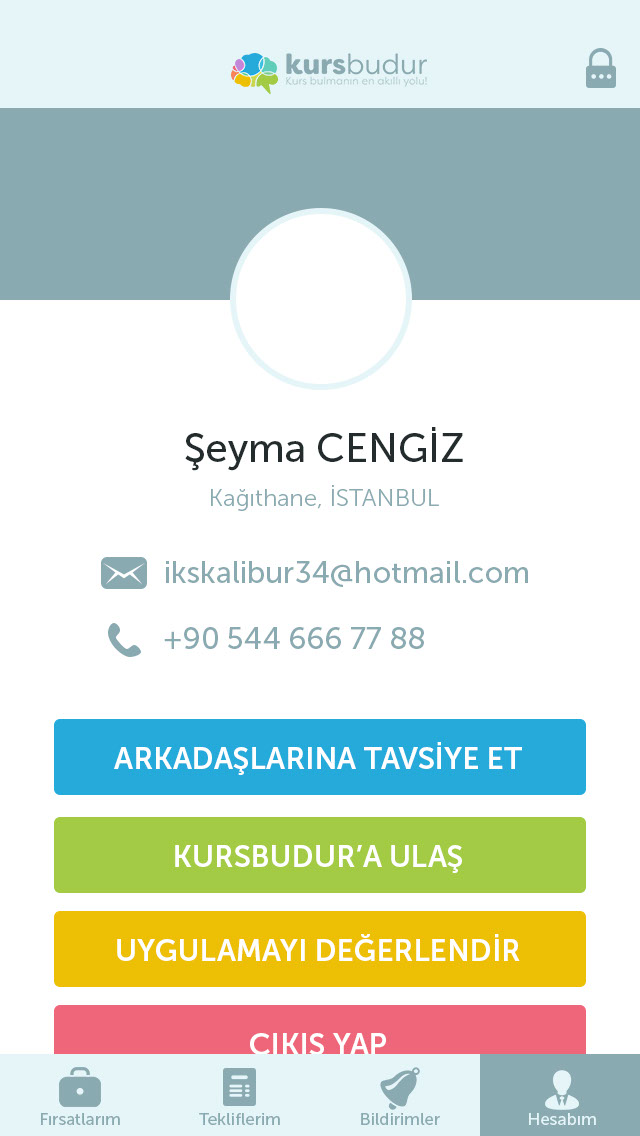 kursbudur
Kurs bulmanın en akıllı yolu!
Şeyma CENGİZ
Kağıthane, İSTANBUL
ikskalibur34@hotmail.com
+90 544 666 77 88
ARKADAŞLARINA TAVSİYE ET
KURSBUDUR’A ULAŞ
UYGULAMAYI DEĞERLENDİR
ÇIKIŞ YAP
Fırsatlarım
Tekliflerim
Bildirimler
Hesabım